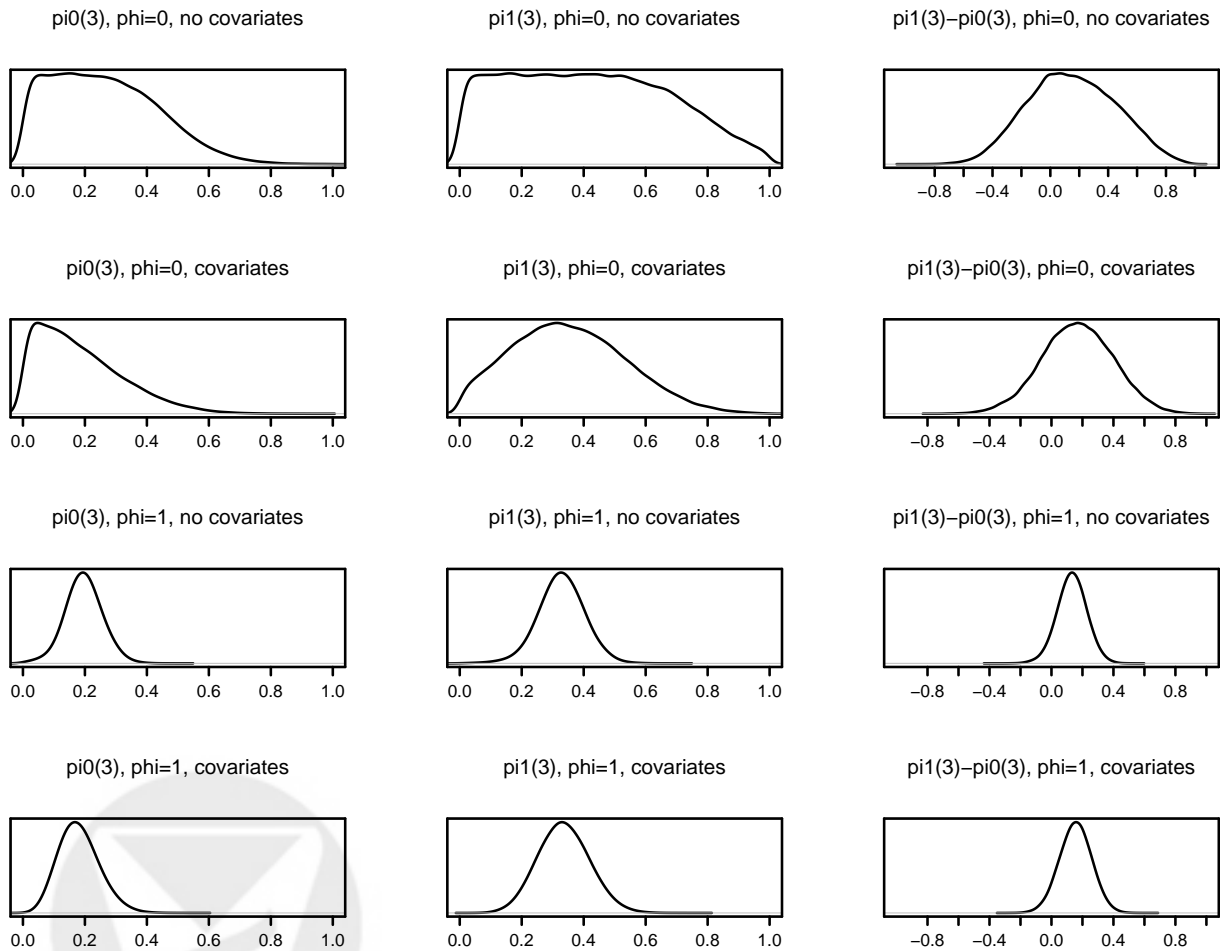 pi0(3), phi=0, no covariates
pi1(3), phi=0, no covariates
pi1(3)−pi0(3), phi=0, no covariates
0.0 0.2 0.4 0.6 0.8 1.0
0.0 0.2 0.4 0.6 0.8 1.0
−0.8 −0.4 0.0 0.4 0.8
pi0(3), phi=0, covariates
pi1(3), phi=0, covariates
pi1(3)−pi0(3), phi=0, covariates
0.0 0.2 0.4 0.6 0.8 1.0
0.0 0.2 0.4 0.6 0.8 1.0
−0.8 −0.4 0.0 0.4 0.8
pi0(3), phi=1, no covariates
pi1(3), phi=1, no covariates
pi1(3)−pi0(3), phi=1, no covariates
0.0 0.2 0.4 0.6 0.8 1.0
0.0 0.2 0.4 0.6 0.8 1.0
−0.8 −0.4 0.0 0.4 0.8
pi0(3), phi=1, covariates
pi1(3), phi=1, covariates
pi1(3)−pi0(3), phi=1, covariates
0.0 0.2 0.4 0.6 0.8 1.0
0.0 0.2 0.4 0.6 0.8 1.0
−0.8 −0.4 0.0 0.4 0.8